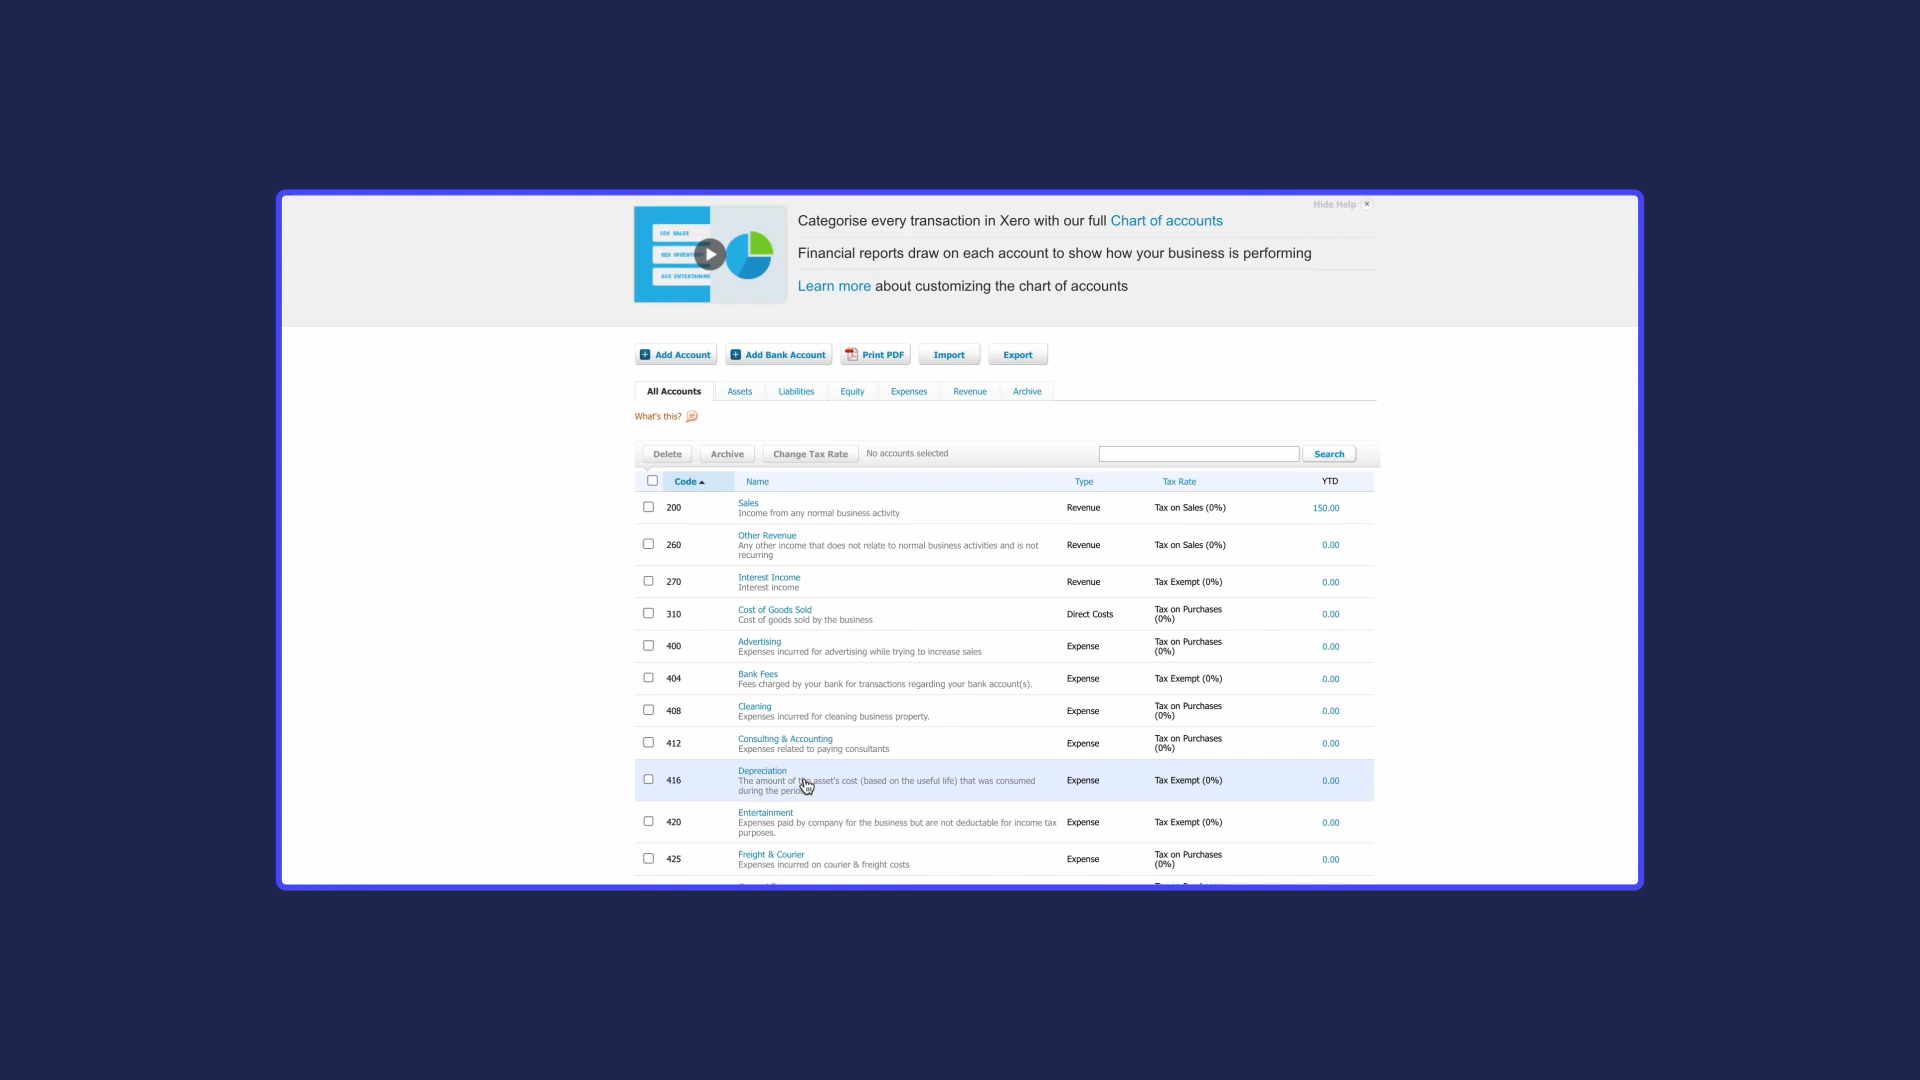 Hide Help
200 SALES
620 INVENTORY
Categorise every transaction in Xero with our full Chart of accounts
Financial reports draw on each account to show how your business is performing
Learn more about customizing the chart of accounts
Add Account Add Bank Account Print PDF Import Export
All Accounts Assets Liabilities Equity Expenses Revenue Archive
What's this?
Delete Archive Change Tax Rate No accounts selected Search
Code Name Type Tax Rate YTD
200 Sales Revenue Tax on Sales (0%) 150.00
Income from any normal business activity
260 Other Revenue Revenue Tax on Sales (0%) 0.00
Any other income that does not relate to normal business activities and is not
recurring
270 Interest Income Revenue Tax Exempt (0%) 0.00
Interest income
310 Cost of Goods Sold Direct Costs Tax on Purchases 0.00
Cost of goods sold by the business (0%)
400 Advertising Expense Tax on Purchases 0.00
Expenses incurred for advertising while trying to increase sales (0%)
404 Bank Fees Expense Tax Exempt (0%) 0.00
Fees charged by your bank for transactions regarding your bank account(s).
408 Cleaning Expense Tax on Purchases 0.00
Expenses incurred for cleaning business property. (0%)
412 Consulting & Accounting Expense Tax on Purchases 0.00
Expenses related to paying consultants (0%)
416 Depreciation Expense Tax Exempt (0%) 0.00
The amount of the asset's cost (based on the useful life) that was consumed
during the
420 Entertainment Expense Tax Exempt (0%) 0.00
Expenses paid by company for the business but are not deductable for income tax
purposes.
425 Freight & Courier Expense Tax on Purchases 0.00
Expenses incurred on courier & freight costs (0%)